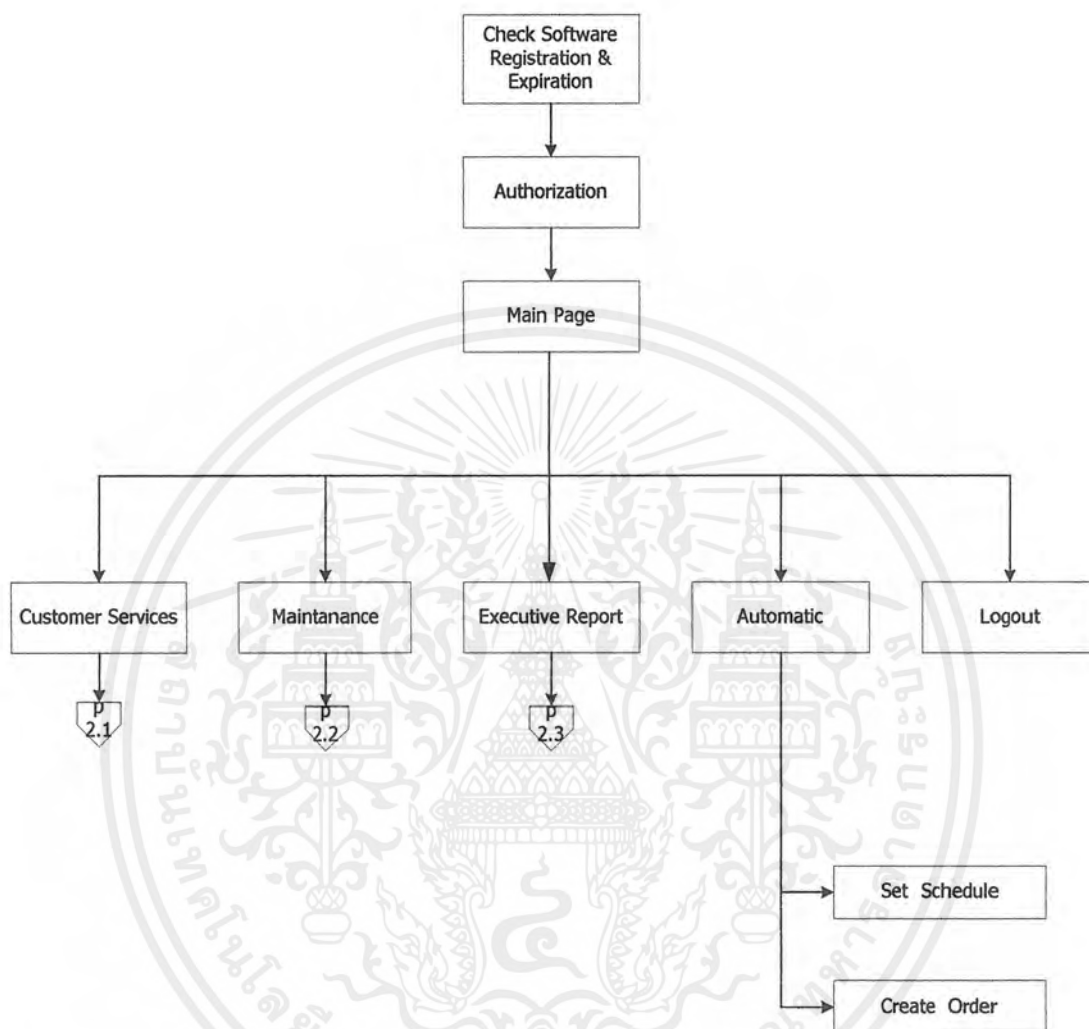 Check Software
Registration &
Expiration
Authorization
Main Page
Customer Services
Maintanance
Executive Report
Automatic
Logout
P
2.1
P
2.2
P
2.3
Set Schedule
Create Order